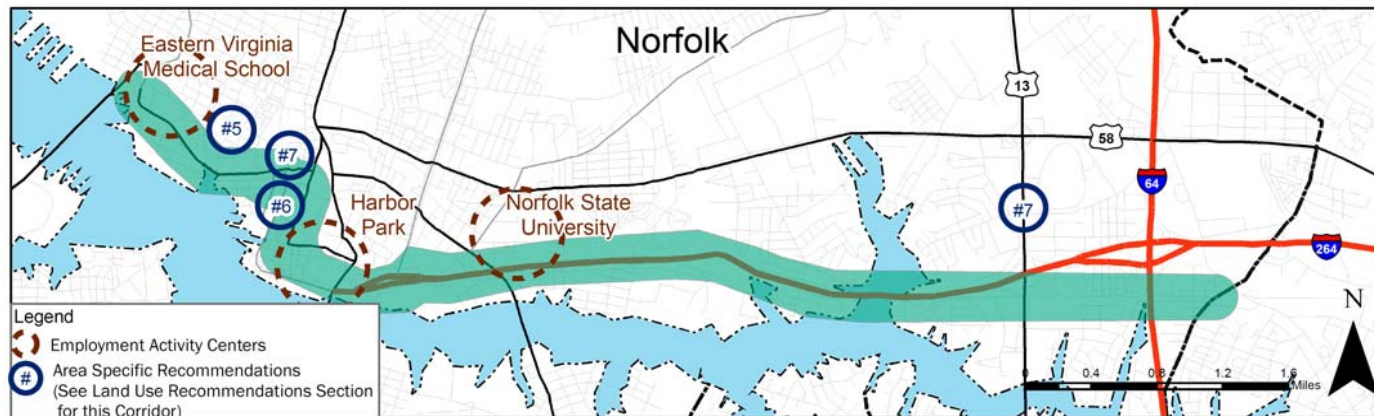 Norfolk
Eastern Virginia
Medical School
#5
#7
#6
Harbor
Park
Norfolk State
University
13
58
64
#7
264
N
Legend
Employment Activity Centers
# Area Specific Recommendations
(See Land Use Recommendations Section
for this Corridor)
0 0.4 0.8 1.2 1.6
Miles